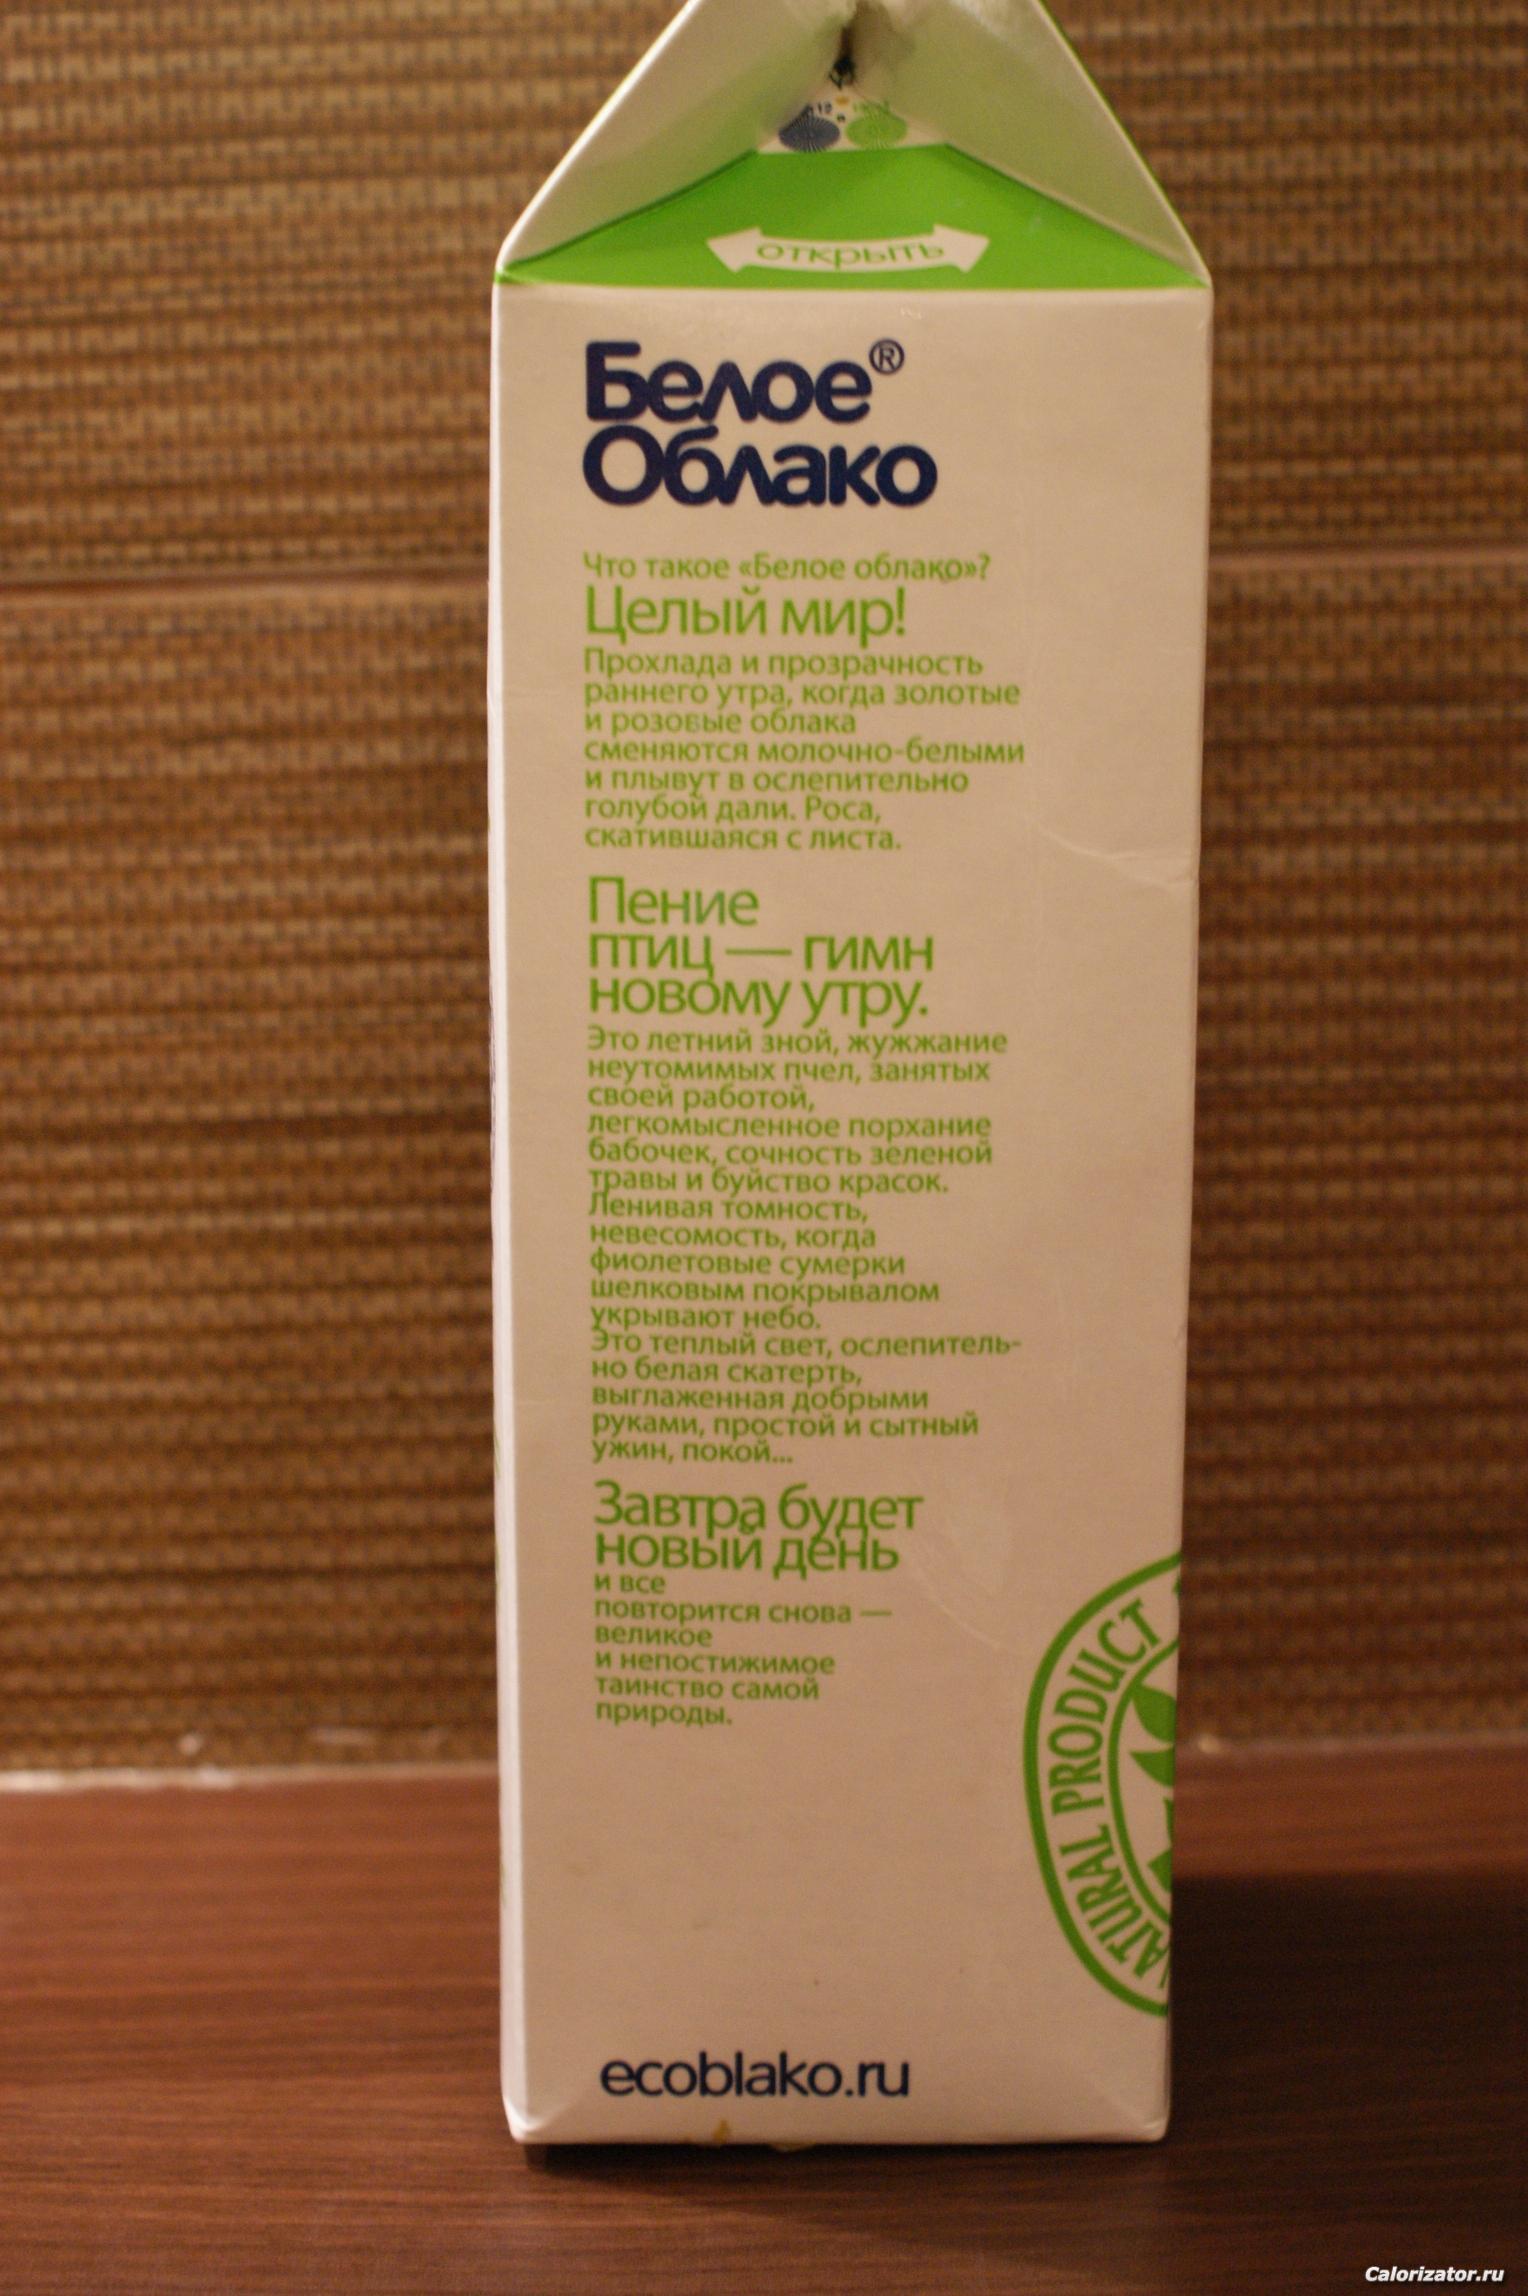 открыть
Белое®
Облако
Что такое «Белое облако»?
Целый мир!
Прохлада и прозрачность
раннего утра, когда золотые
и розовые облака
сменяются молочно-белыми
и плывут в ослепительно
голубой дали. Роса,
скатившаяся с листа.
Пение
птиц — гимн
новому утру.
Это летний зной, жужжание
неутомимых пчел, занятых
своей работой,
легкомысленное порхание
бабочек, сочность зеленой
травы и буйство красок.
Ленивая томность,
невесомость, когда
фиолетовые сумерки
шелковым покрывалом
укрывают небо.
Это теплый свет, ослепитель-
но белая скатерть,
выглаженная добрыми
руками, простой и сытный
ужин, покой...
Завтра будет
новый день
и все
повторится снова —
великое
и непостижимое
таинство самой
природы.
ATURAL PRODUCT
ecoblako.ru
Calorizator.ru